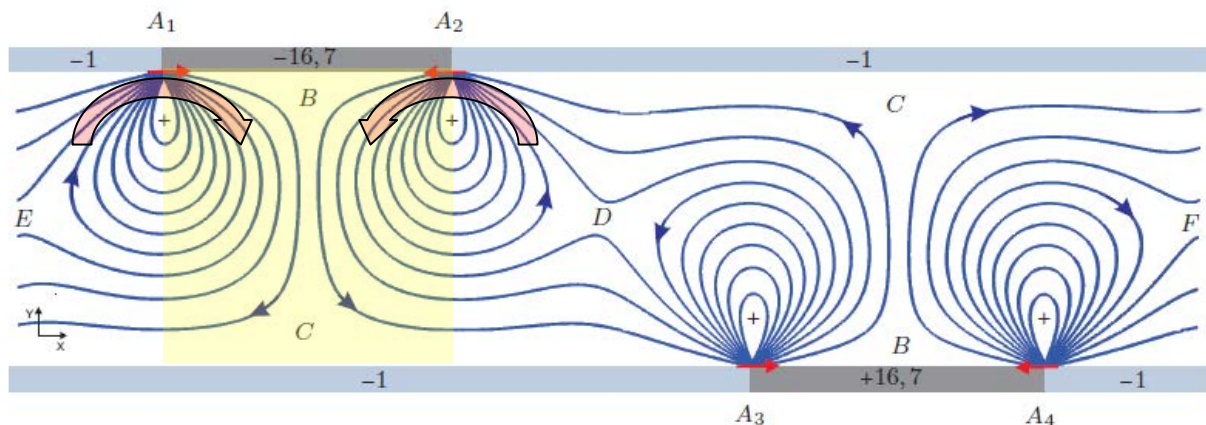 A₁ A₂
−1 −16, 7 −1
B C
+ +
E D F
Y
X
+ +
C B
−1 +16, 7 −1
A₃ A₄